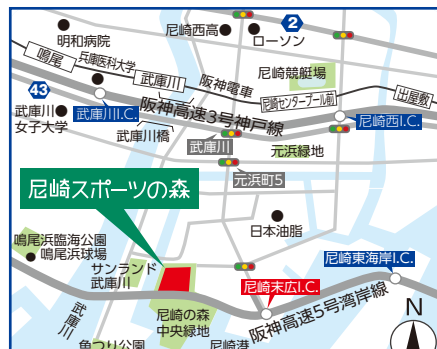 尼崎西高
2
ローソン
明和病院
兵庫医科大学
鳴尾
武庫川
阪神電車
尼崎競艇場
尼崎センタープール前
出屋敷
43
武庫川
女子大学
武庫川I.C.
阪神高速3号神戸線
尼崎西I.C.
武庫川橋
武庫川
元浜緑地
元浜町5
尼崎スポーツの森
日本油脂
鳴尾浜臨海公園
鳴尾浜球場
サンランド
武庫川
尼崎東海岸I.C.
尼崎末広I.C.
阪神高速5号湾岸線
武庫川
尼崎の森
中央緑地
魚つり公園
尼崎港
N